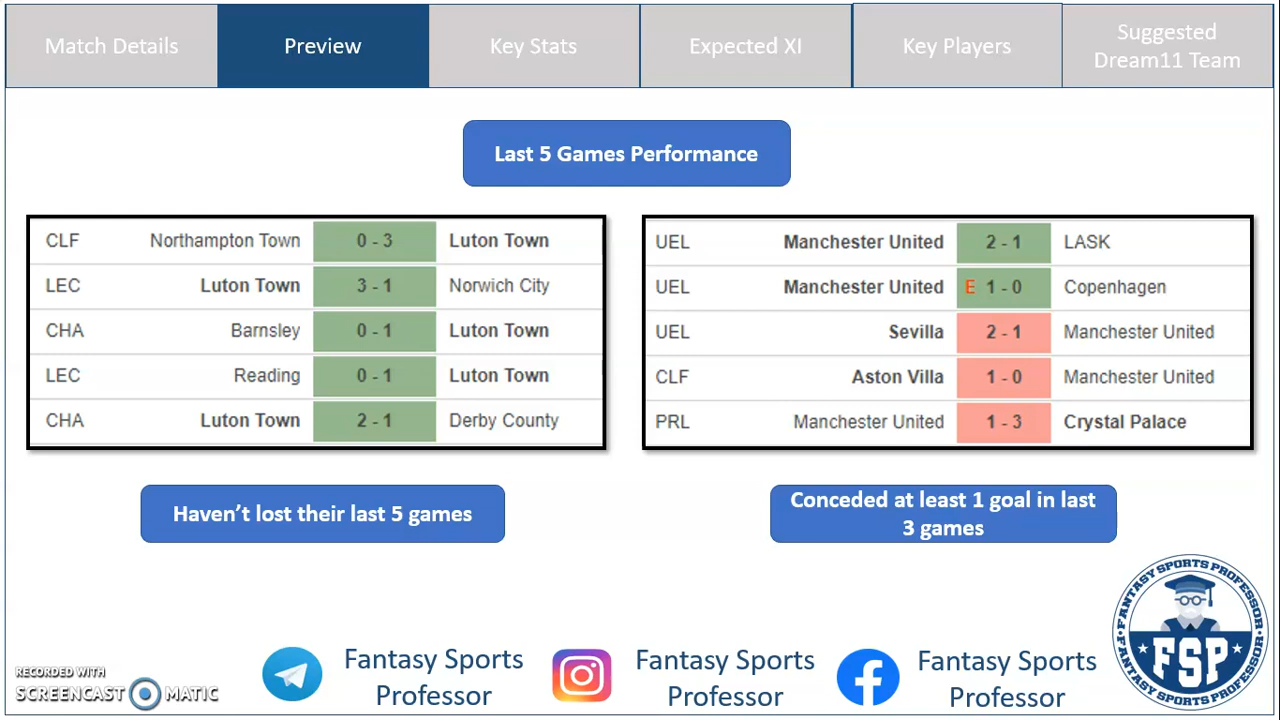 Match Details
Preview
Key Stats
Expected XI
Key Players
Suggested
Dream11 Team
Last 5 Games Performance
CLF Northampton Town 0 - 3 Luton Town
LEC Luton Town 3 - 1 Norwich City
CHA Barnsley 0 - 1 Luton Town
LEC Reading 0 - 1 Luton Town
CHA Luton Town 2 - 1 Derby County
UEL Manchester United 2 - 1 LASK
UEL Manchester United E 1 - 0 Copenhagen
UEL Sevilla 2 - 1 Manchester United
CLF Aston Villa 1 - 0 Manchester United
PRL Manchester United 1 - 3 Crystal Palace
Haven’t lost their last 5 games
Conceded at least 1 goal in last
3 games
RECORDED WITH
SCREENCAST MATIC
Fantasy Sports
Professor
Fantasy Sports
Professor
Fantasy Sports
Professor
FANTASY SPORTS PROFESSOR
FSP
FANTASY SPORTS PROFESSOR